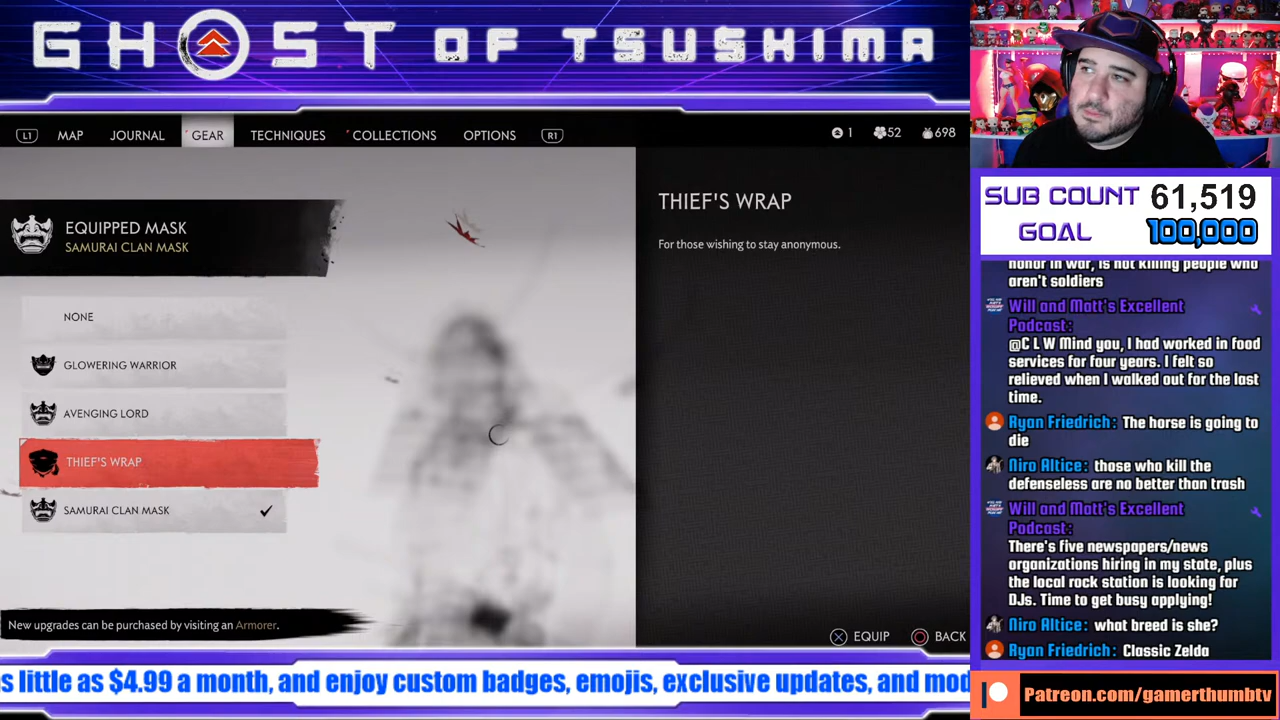 GHOST OF TSUSHIMA
L1 MAP JOURNAL GEAR TECHNIQUES COLLECTIONS OPTIONS R1
1 52 698
EQUIPPED MASK
SAMURAI CLAN MASK
NONE
GLOWERING WARRIOR
AVENGING LORD
THIEF'S WRAP
SAMURAI CLAN MASK
New upgrades can be purchased by visiting an Armorer.
THIEF'S WRAP
For those wishing to stay anonymous.
EQUIP BACK
SUB COUNT 61,519
GOAL 100,000
honor in war, is not killing people who
aren't soldiers
Will and Matt's Excellent
Podcast:
@C L W Mind you, I had worked in food
services for four years. I felt so
relieved when I walked out for the last
time.
Ryan Friedrich: The horse is going to
die
Niro Altice: those who kill the
defenseless are no better than trash
Will and Matt's Excellent
Podcast:
There's five newspapers/news
organizations hiring in my state, plus
the local rock station is looking for
DJs. Time to get busy applying!
Niro Altice: what breed is she?
Ryan Friedrich: Classic Zelda
s little as $4.99 a month, and enjoy custom badges, emojis, exclusive updates, and mod
Patreon.com/gamerthumbtv